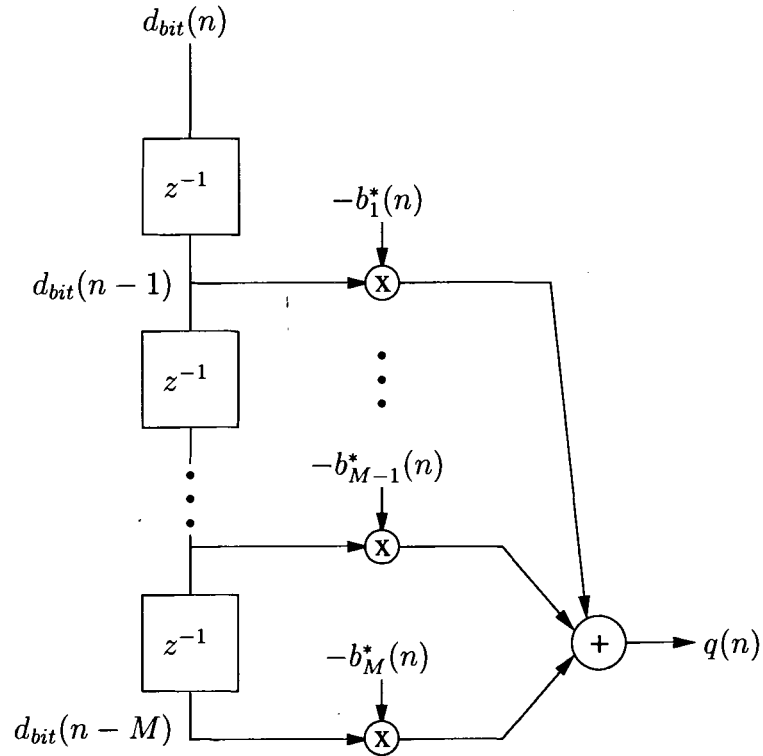 d_{bit}(n)
z^{-1}
-b_1^*(n)
d_{bit}(n-1)
x
z^{-1}
-b_{M-1}^*(n)
x
z^{-1}
-b_M^*(n)
+
q(n)
d_{bit}(n-M)
x